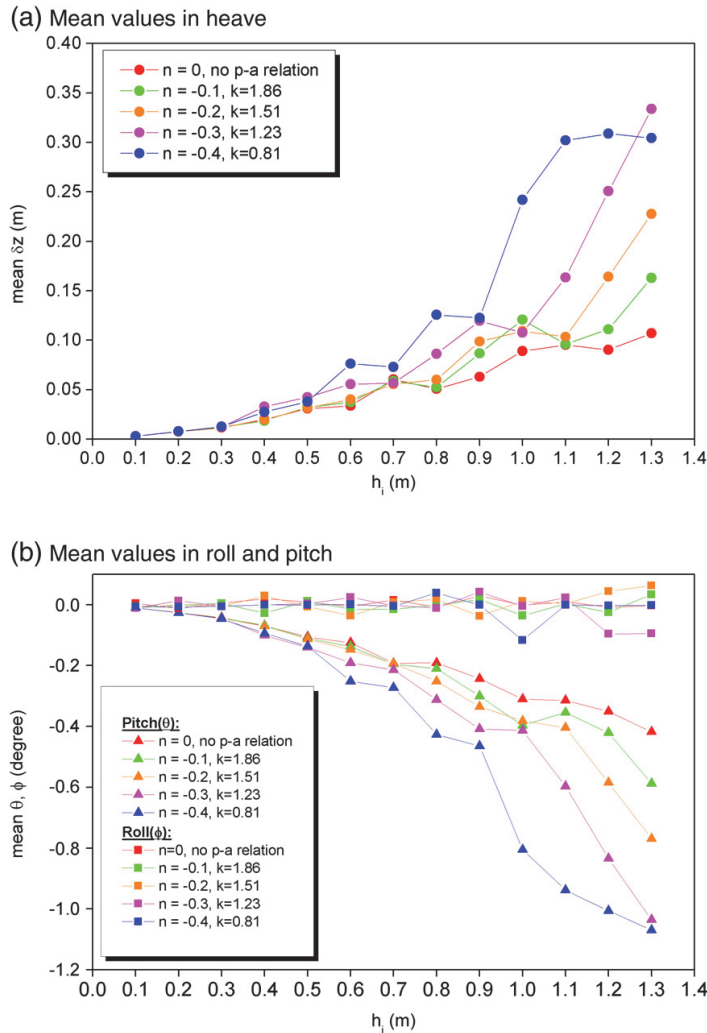 (a) Mean values in heave
0.40
0.35
0.30
0.25
0.20
0.15
0.10
0.05
0.00
mean δz (m)
n = 0, no p-a relation
n = -0.1, k=1.86
n = -0.2, k=1.51
n = -0.3, k=1.23
n = -0.4, k=0.81
0.0 0.1 0.2 0.3 0.4 0.5 0.6 0.7 0.8 0.9 1.0 1.1 1.2 1.3 1.4
h_i (m)
(b) Mean values in roll and pitch
0.0
-0.2
-0.4
-0.6
-0.8
-1.0
-1.2
mean θ, ϕ (degree)
Pitch(θ):
n = 0, no p-a relation
n = -0.1, k=1.86
n = -0.2, k=1.51
n = -0.3, k=1.23
n = -0.4, k=0.81
Roll(ϕ):
n=0, no p-a relation
n = -0.1, k=1.86
n = -0.2, k=1.51
n = -0.3, k=1.23
n = -0.4, k=0.81
0.0 0.1 0.2 0.3 0.4 0.5 0.6 0.7 0.8 0.9 1.0 1.1 1.2 1.3 1.4
h_i (m)